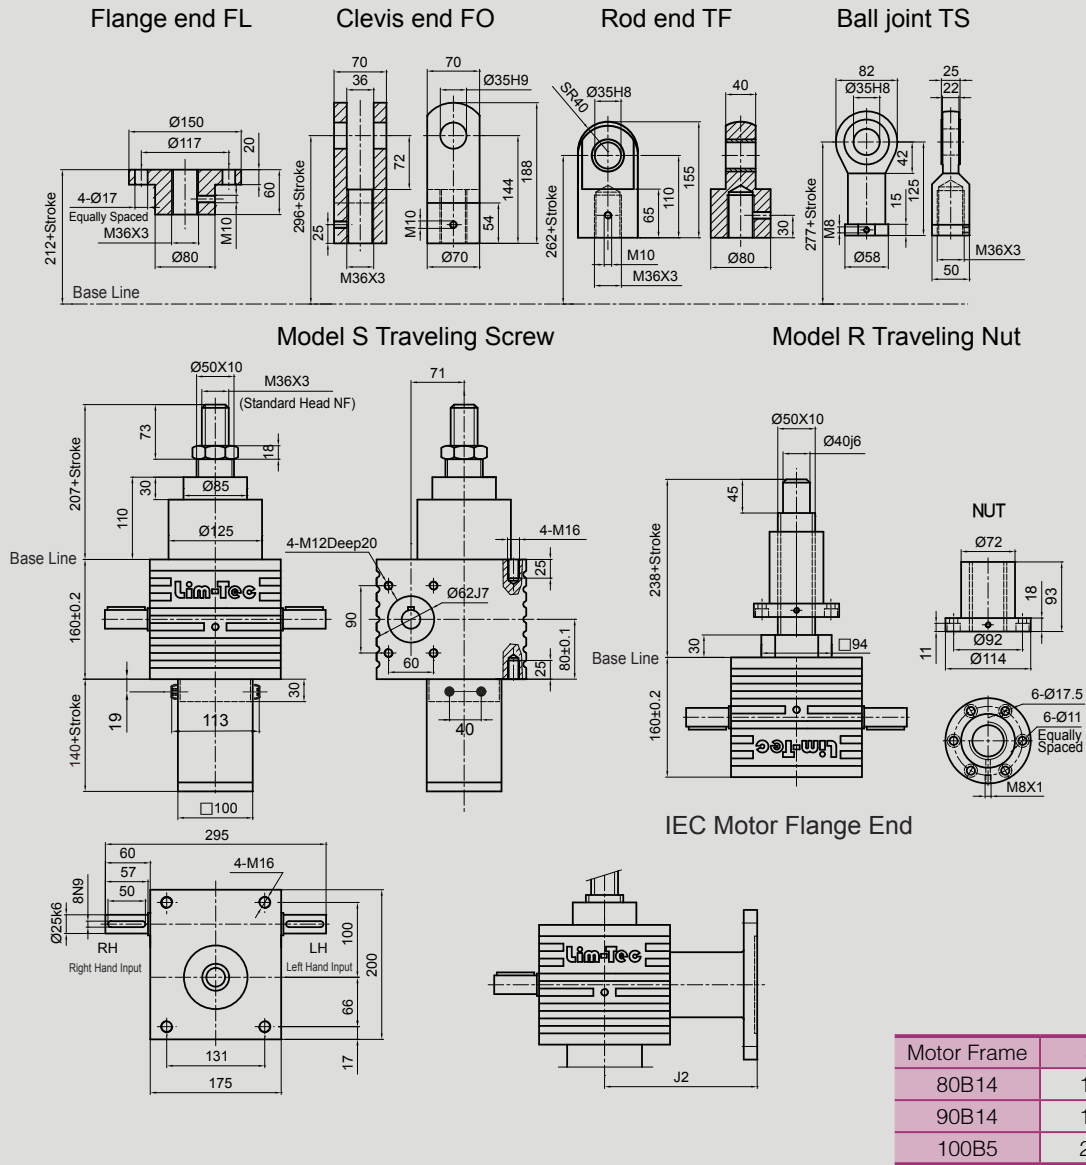 Flange end FL
Clevis end FO
Rod end TF
Ball joint TS
Ø150
Ø117
20
60
4-Ø17
Equally Spaced
M36X3
M10
Ø80
212+Stroke
Base Line
70
36
72
296+Stroke
25
M36X3
70
Ø35H9
188
144
54
M10
Ø70
SR40
Ø35H8
155
110
65
262+Stroke
M10
M36X3
40
30
Ø80
82
Ø35H8
42
125
15
277+Stroke
M8
Ø58
25
22
M36X3
50
Model S Traveling Screw
Model R Traveling Nut
Ø50X10
M36X3
(Standard Head NF)
73
18
207+Stroke
30
Ø85
110
Ø125
Base Line
Lim-Tec
160±0.2
19
113
30
140+Stroke
□100
71
4-M16
4-M12Deep20
25
Ø62J7
90
60
80±0.1
25
40
Ø50X10
Ø40j6
45
238+Stroke
30
□94
Base Line
160±0.2
Lim-Tec
NUT
Ø72
18
93
11
Ø92
Ø114
6-Ø17.5
6-Ø11
Equally
Spaced
M8X1
295
60
57
50
4-M16
8N9
Ø25k6
RH
Right Hand Input
LH
Left Hand Input
100
200
66
17
131
175
IEC Motor Flange End
Lim-Tec
J2
Motor Frame
80B14 1
90B14 1
100B5 2